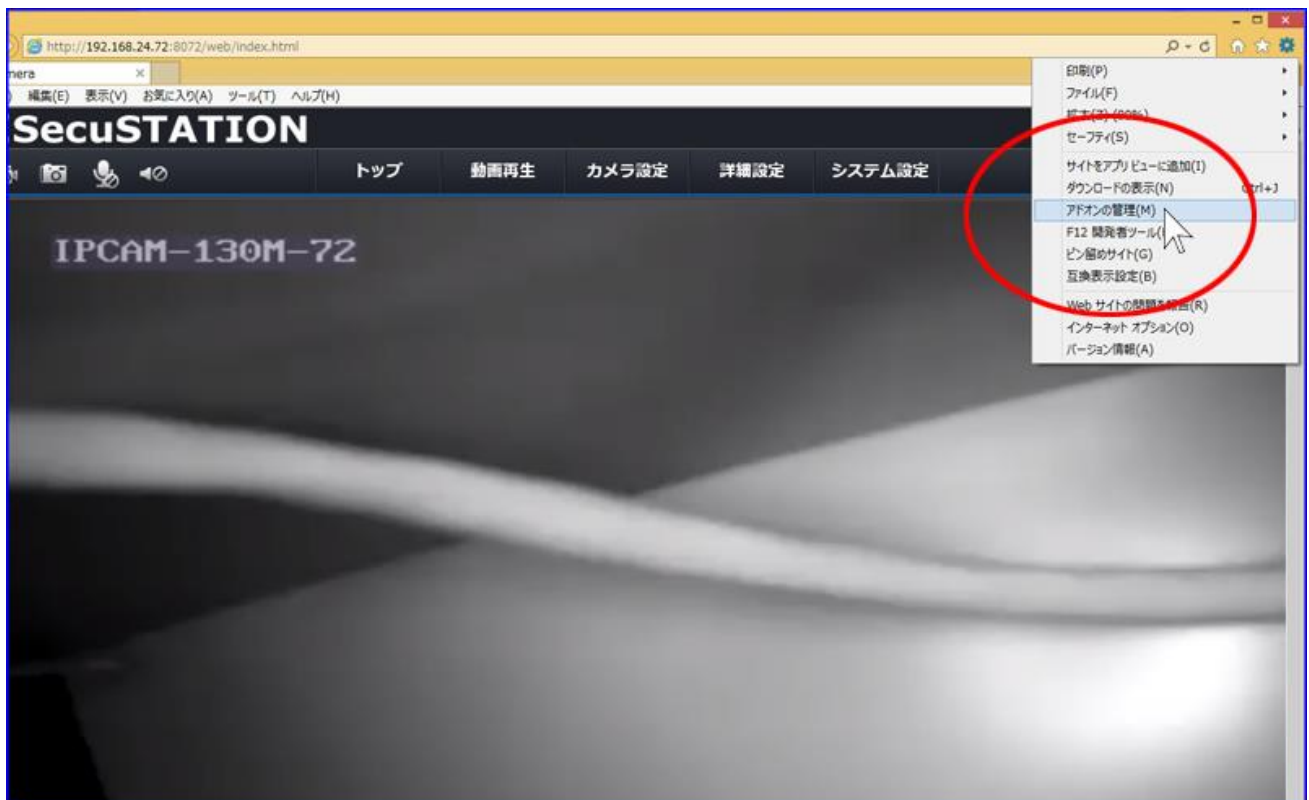 http://192.168.24.72:8072/web/index.html
mera
編集(E) 表示(V) お気に入り(A) ツール(T) ヘルプ(H)
SecuSTATION
トップ 動画再生 カメラ設定 詳細設定 システム設定
IPCAM-130M-72
印刷(P)
ファイル(F)
拡大(Z) (80%)
セーフティ(S)
サイトをアプリ ビューに追加(I)
ダウンロードの表示(N) Ctrl+J
アドオンの管理(M)
F12 開発者ツール(
ピン留めサイト(G)
互換表示設定(B)
Web サイトの問題を報告(R)
インターネット オプション(O)
バージョン情報(A)